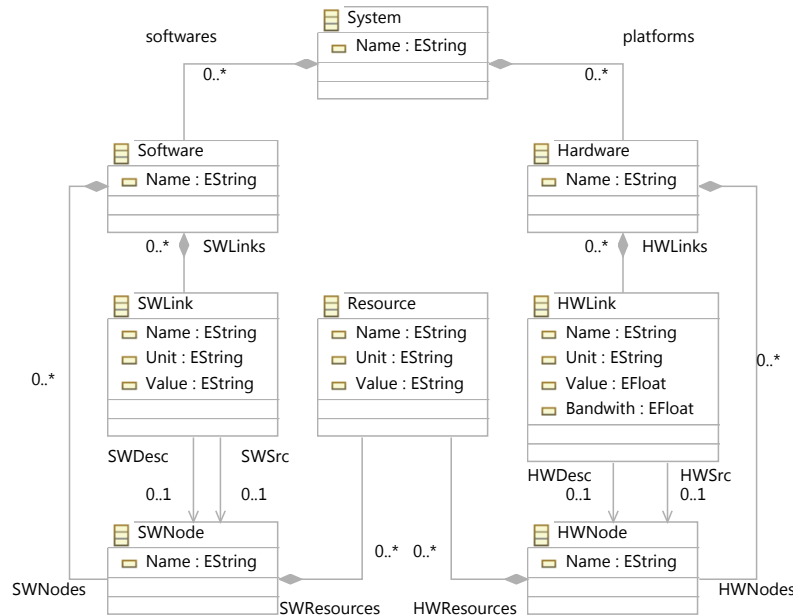 System
softwares
platforms
Name : EString
0..*
0..*
Software
Hardware
Name : EString
Name : EString
0..*
SWLinks
0..*
HWLinks
SWLink
Resource
HWLink
Name : EString
Name : EString
Name : EString
Unit : EString
Unit : EString
Unit : EString
0..*
Value : EString
Value : EString
Value : EFloat
0..*
Bandwith : EFloat
SWDesc
SWSrc
HWDesc
HWSrc
0..1
0..1
0..1
0..1
SWNode
HWNode
Name : EString
0..*
0..*
Name : EString
SWNodes
HWNodes
SWResources
HWResources